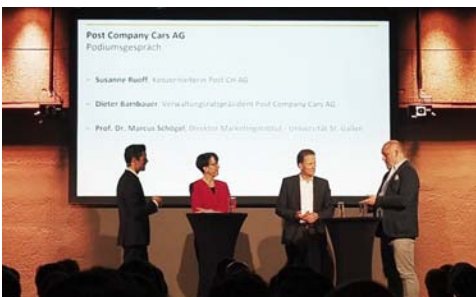 Post Company Cars AG
Podiumsgespräch
– Susanne Ruoff, Konzernleiterin Post CH AG
– Dieter Bambauer, Verwaltungsratspräsident Post Company Cars AG
– Prof. Dr. Marcus Schögel, Direktor Marketinginstitut - Universität St. Gallen